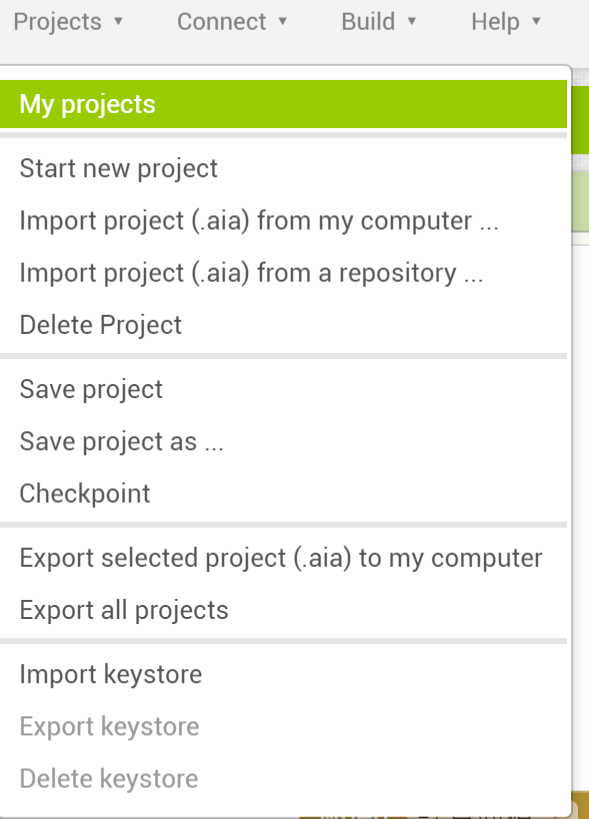 Projects ▾ Connect ▾ Build ▾ Help ▾
My projects
Start new project
Import project (.aia) from my computer ...
Import project (.aia) from a repository ...
Delete Project
Save project
Save project as ...
Checkpoint
Export selected project (.aia) to my computer
Export all projects
Import keystore
Export keystore
Delete keystore